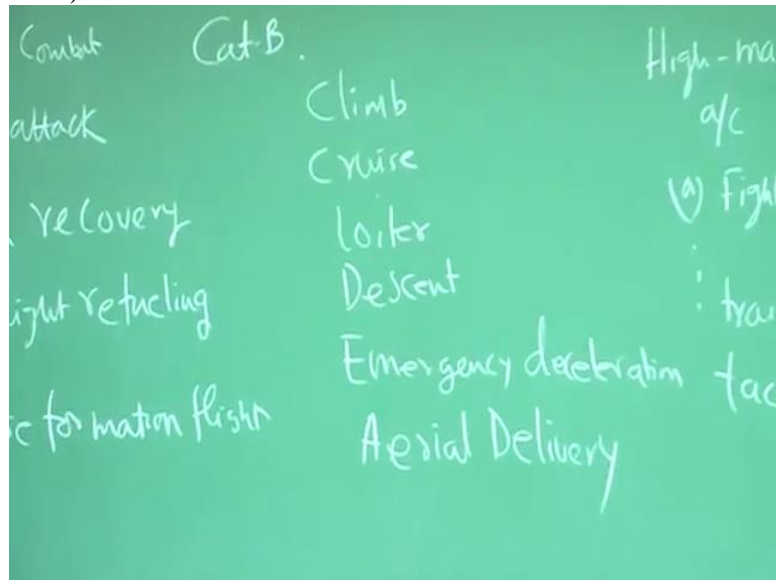 Combat
attack
recovery
ight refueling
ic formation flight
Cat-B.
Climb
Cruise
loiter
Descent
Emergency deceleration
Aerial Delivery
High-ma
a/c
(a) Figh
: trai
tac